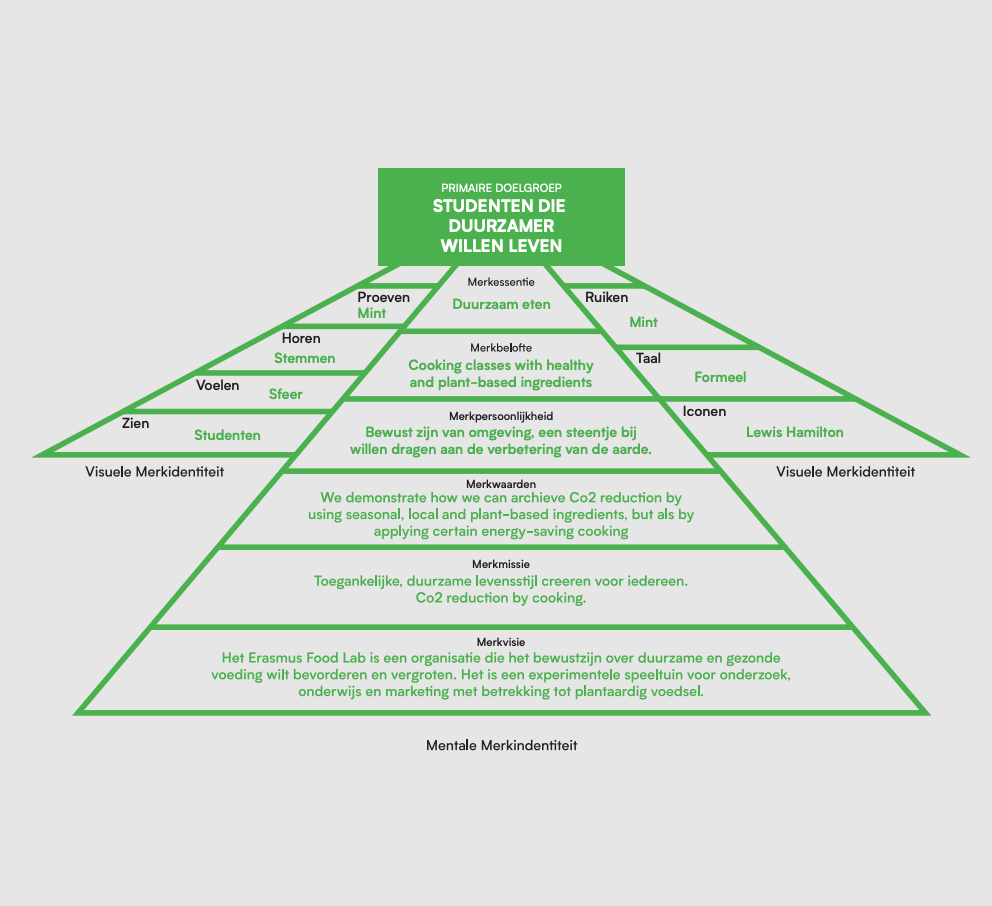 PRIMAIRE DOELGROEP
STUDENTEN DIE
DUURZAMER
WILLEN LEVEN
Proeven
Mint
Horen
Stemmen
Voelen
Sfeer
Zien
Studenten
Visuele Merkidentiteit
Merkessentie
Duurzaam eten
Merkbelofte
Cooking classes with healthy
and plant-based ingredients
Merkpersoonlijkheid
Bewust zijn van omgeving, een steentje bij
willen dragen aan de verbetering van de aarde.
Merkwaarden
We demonstrate how we can archieve Co2 reduction by
using seasonal, local and plant-based ingredients, but als by
applying certain energy-saving cooking
Merkmissie
Toegankelijke, duurzame levensstijl creeren voor iedereen.
Co2 reduction by cooking.
Merkvisie
Het Erasmus Food Lab is een organisatie die het bewustzijn over duurzame en gezonde
voeding wilt bevorderen en vergroten. Het is een experimentele speeltuin voor onderzoek,
onderwijs en marketing met betrekking tot plantaardig voedsel.
Ruiken
Mint
Taal
Formeel
Iconen
Lewis Hamilton
Visuele Merkidentiteit
Mentale Merkindentiteit